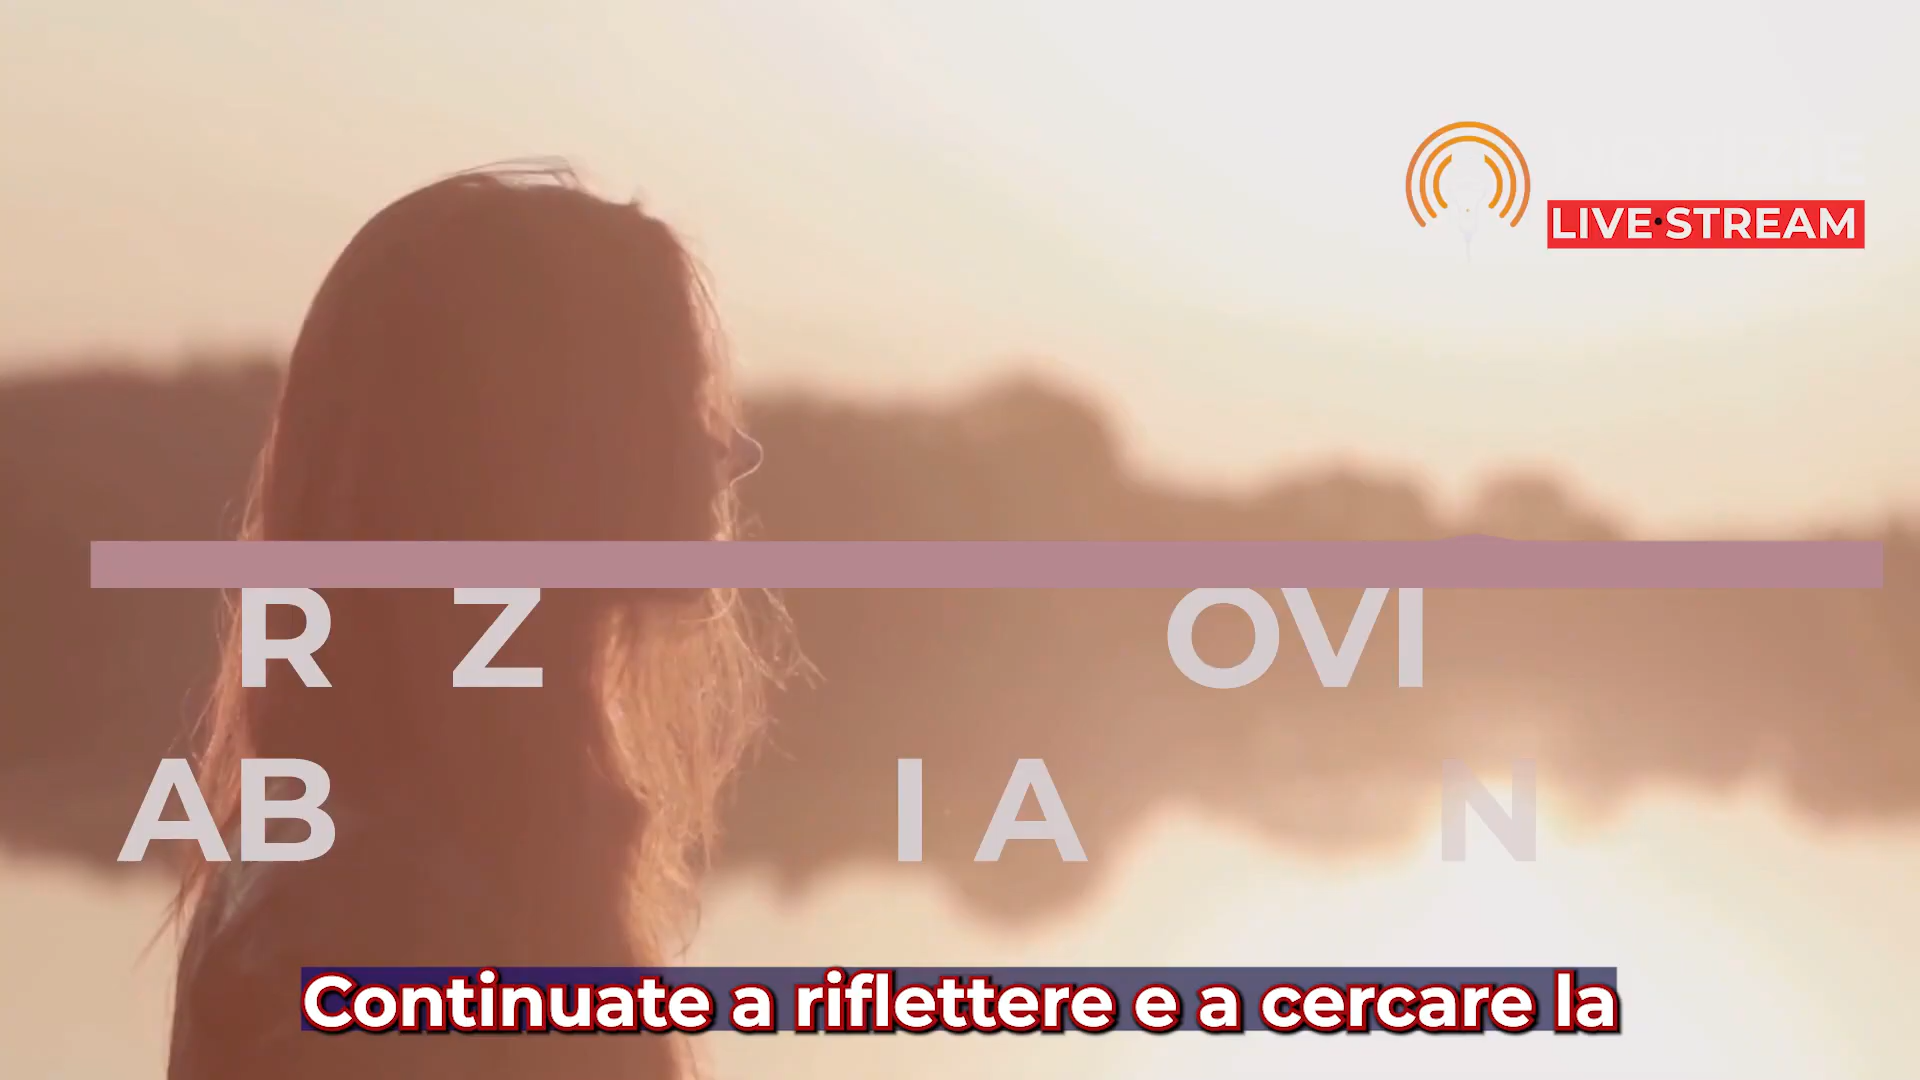 LIVE·STREAM
R Z OVI
AB I A N
Continuate a riflettere e a cercare la